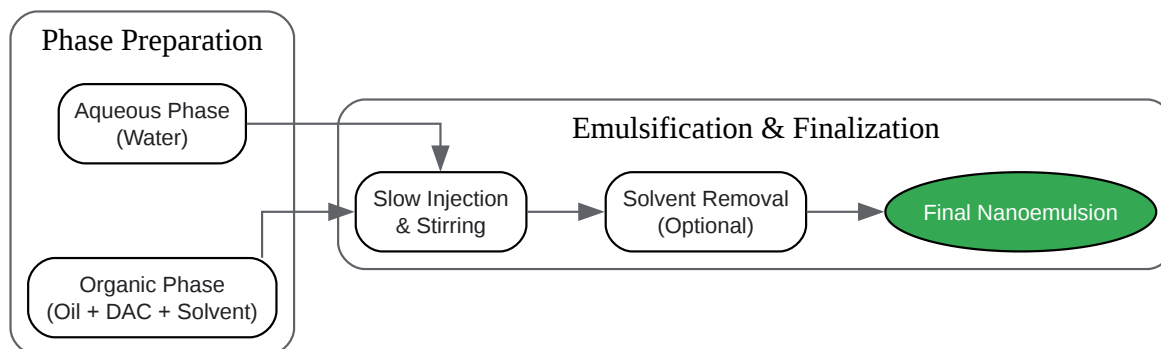 Phase Preparation
Aqueous Phase
(Water)
Organic Phase
(Oil + DAC + Solvent)
Emulsification & Finalization
Slow Injection
& Stirring
Solvent Removal
(Optional)
Final Nanoemulsion